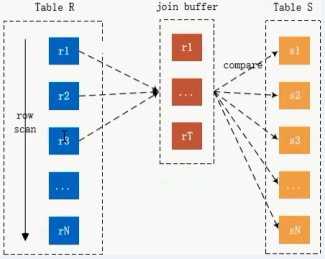 Table R
join buffer
Table S
row
scan
r1
r2
r3
...
rN
r1
...
rT
compare
s1
s2
s3
...
sN